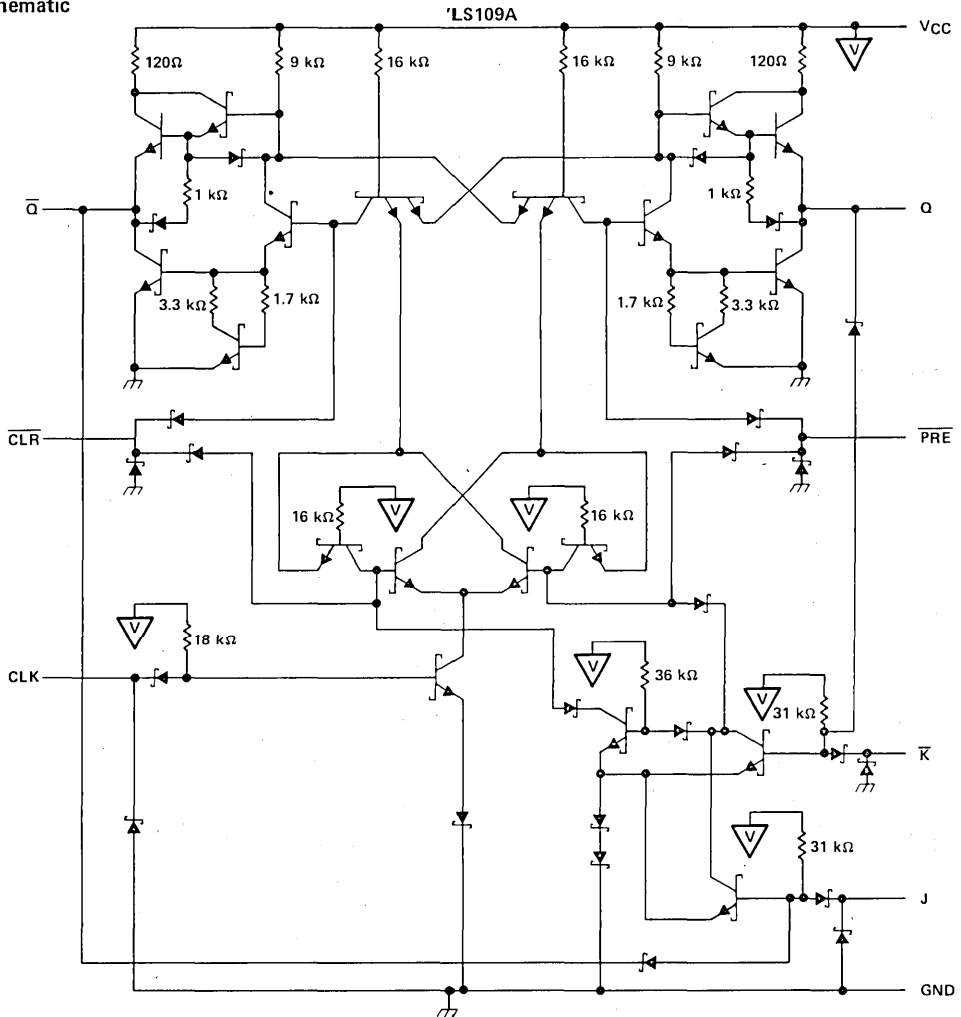 hematic
'LS109A
VCC
V
120Ω
9 kΩ
16 kΩ
16 kΩ
9 kΩ
120Ω
1 kΩ
1 kΩ
Q̅
Q
3.3 kΩ
1.7 kΩ
1.7 kΩ
3.3 kΩ
C̅L̅R̅
P̅R̅E̅
16 kΩ
V
V
16 kΩ
V
18 kΩ
CLK
V
36 kΩ
V
31 kΩ
K̅
V
31 kΩ
J
GND